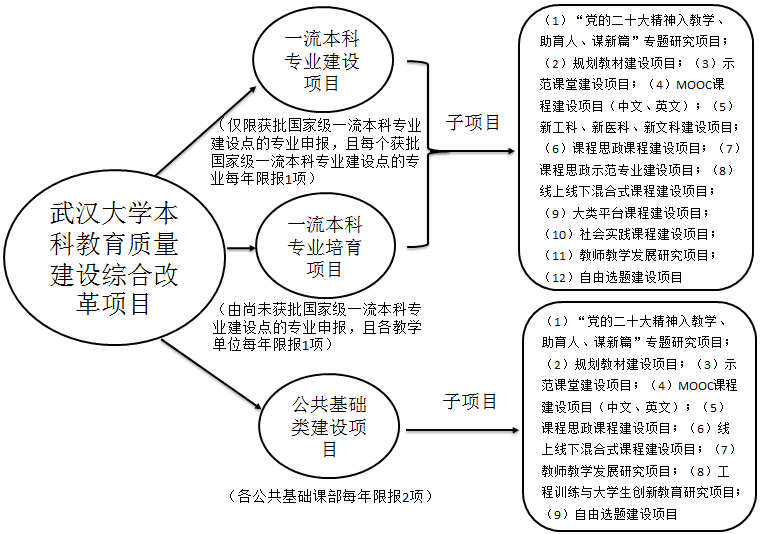 武汉大学本
科教育质量
建设综合改
革项目
一流本科
专业建设
项目
（仅限获批国家级一流本科专业
建设点的专业申报，且每个获批
国家级一流本科专业建设点的专
业每年限报1项）
一流本科
专业培育
项目
（由尚未获批国家级一流本科专
业建设点的专业申报，且各教学
单位每年限报1项）
子项目
（1）“党的二十大精神入教学、
助育人、谋新篇”专题研究项目；
（2）规划教材建设项目；（3）示
范课堂建设项目；（4）MOOC课
程建设项目（中文、英文）；（5）
新工科、新医科、新文科建设项目；
（6）课程思政课程建设项目；（7）
课程思政示范专业建设项目；（8）
线上线下混合式课程建设项目；
（9）大类平台课程建设项目；
（10）社会实践课程建设项目；
（11）教师教学发展研究项目；
（12）自由选题建设项目
公共基础
类建设项
目
（各公共基础课部每年限报2项）
子项目
（1）“党的二十大精神入教学、
助育人、谋新篇”专题研究项目；
（2）规划教材建设项目；（3）示
范课堂建设项目；（4）MOOC课程
建设项目（中文、英文）；（5）
课程思政课程建设项目；（6）线
上线下混合式课程建设项目；（7）
教师教学发展研究项目；（8）工
程训练与大学生创新教育研究项目；
（9）自由选题建设项目